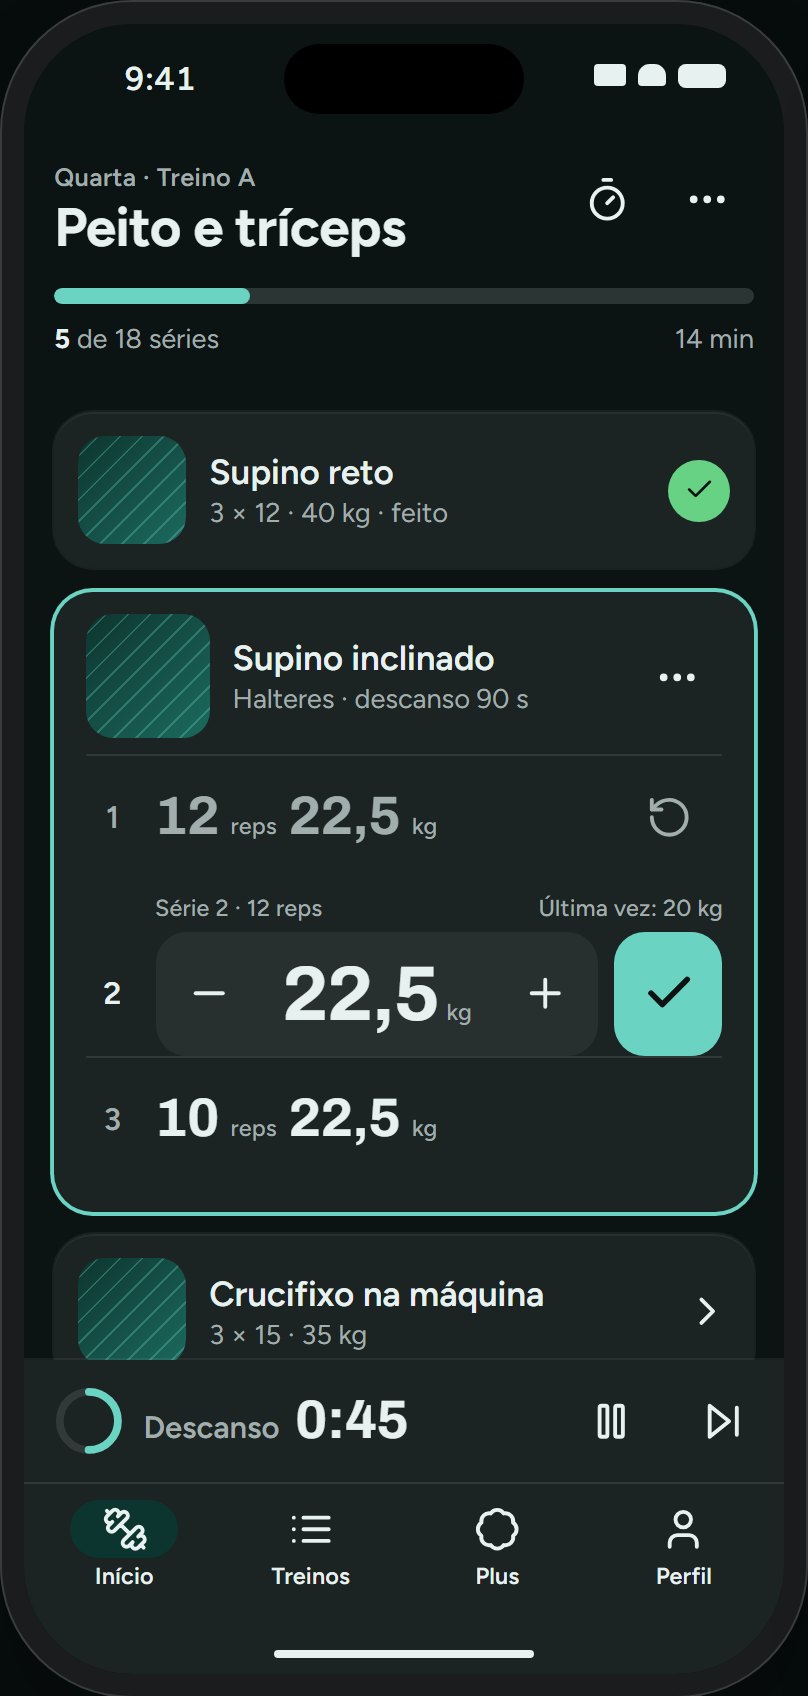 9:41
Quarta · Treino A
Peito e tríceps
5 de 18 séries
14 min
Supino reto
3 × 12 · 40 kg · feito
Supino inclinado
Halteres · descanso 90 s
1 12 reps 22,5 kg
Série 2 · 12 reps
Última vez: 20 kg
2 − 22,5 kg +
3 10 reps 22,5 kg
Crucifixo na máquina
3 × 15 · 35 kg
Descanso 0:45
Início
Treinos
Plus
Perfil